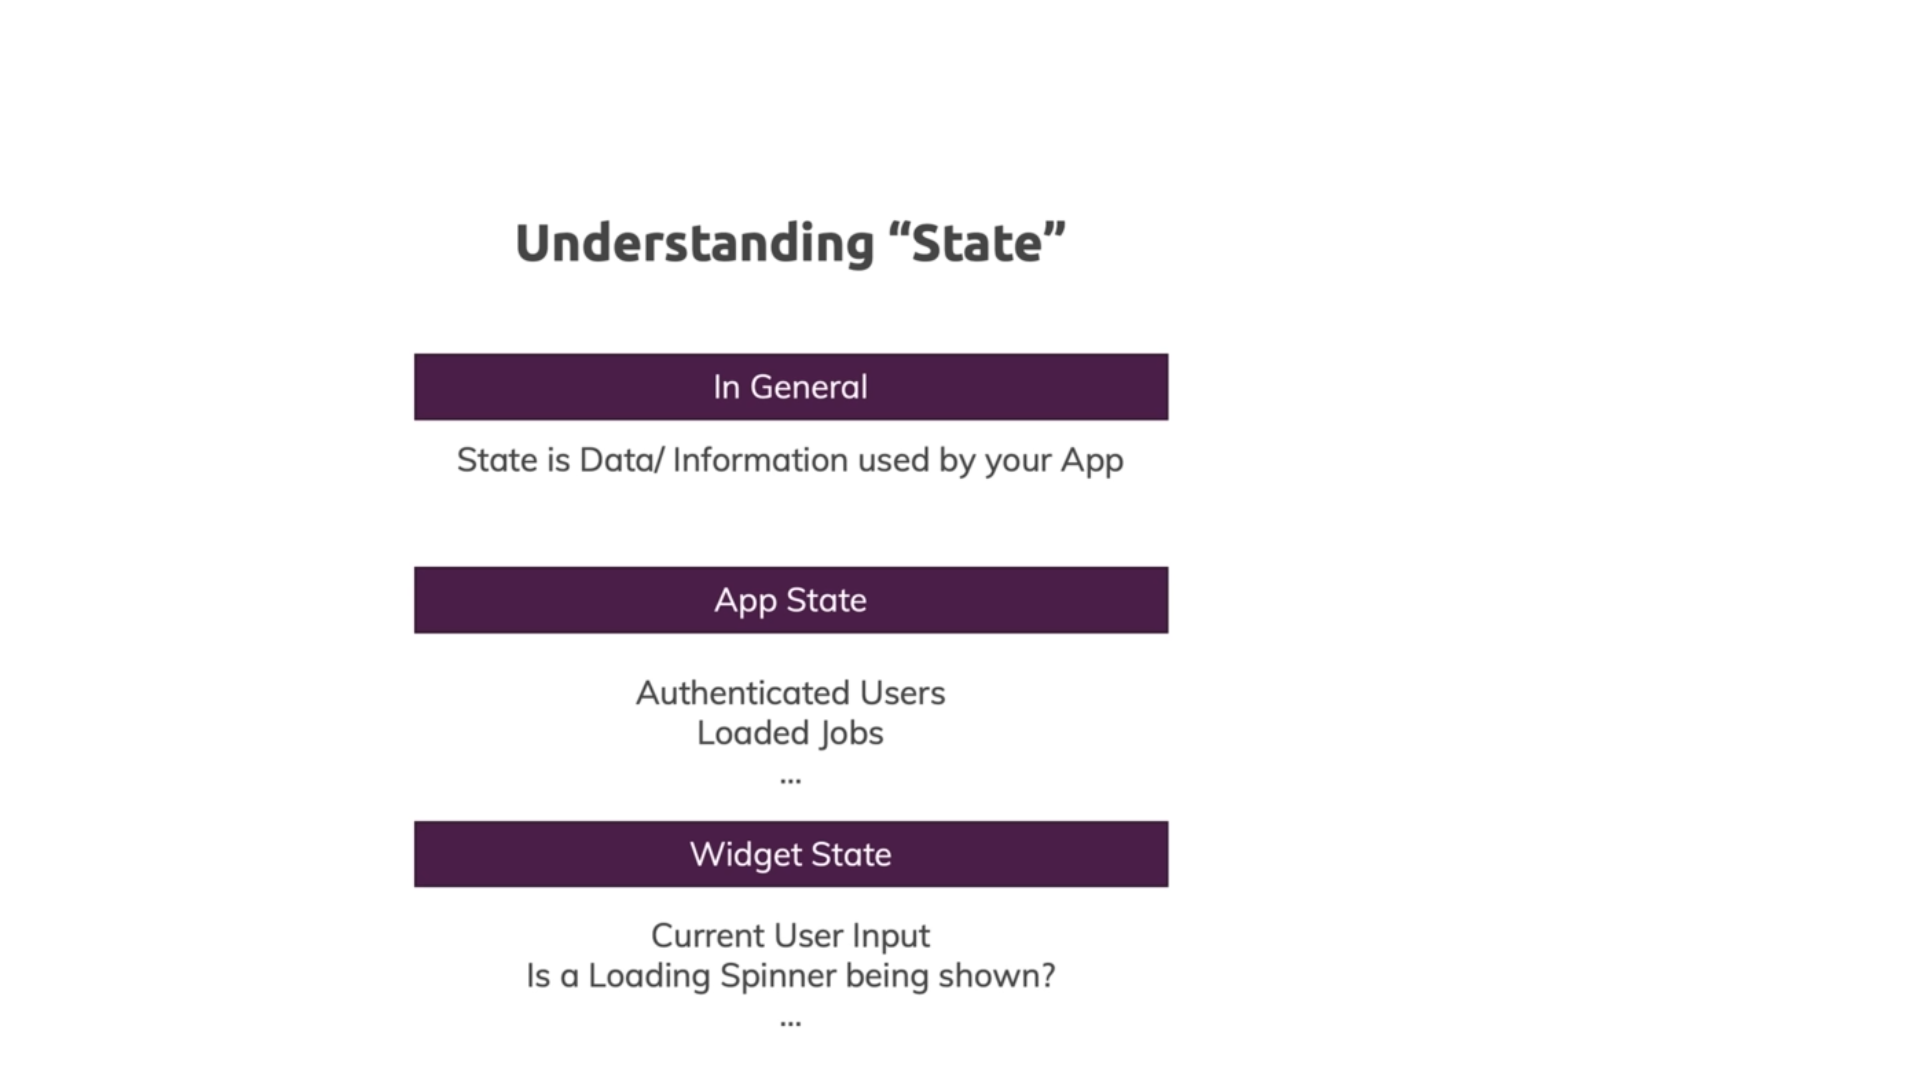 Understanding “State”
In General
State is Data/ Information used by your App
App State
Authenticated Users
Loaded Jobs
...
Widget State
Current User Input
Is a Loading Spinner being shown?
...